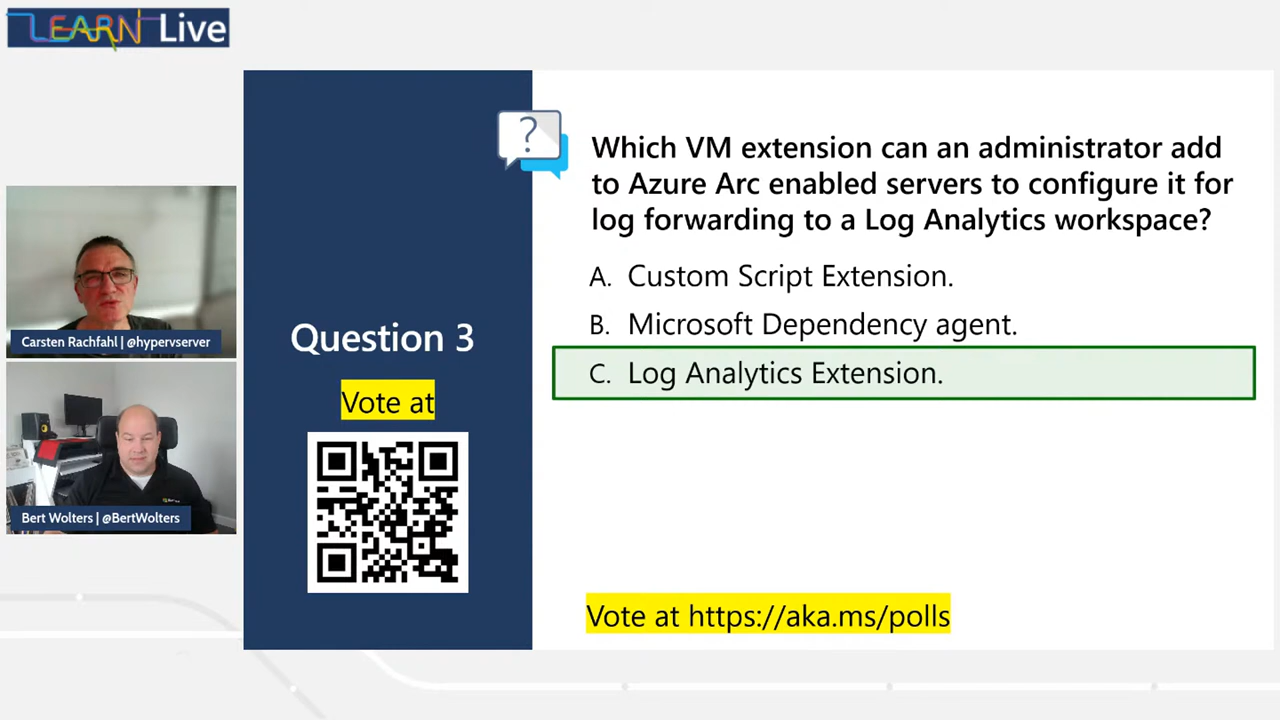 LEARN Live
?
Which VM extension can an administrator add
to Azure Arc enabled servers to configure it for
log forwarding to a Log Analytics workspace?
A. Custom Script Extension.
B. Microsoft Dependency agent.
C. Log Analytics Extension.
Question 3
Vote at
Carsten Rachfahl | @hypervserver
Bert Wolters | @BertWolters
Vote at https://aka.ms/polls